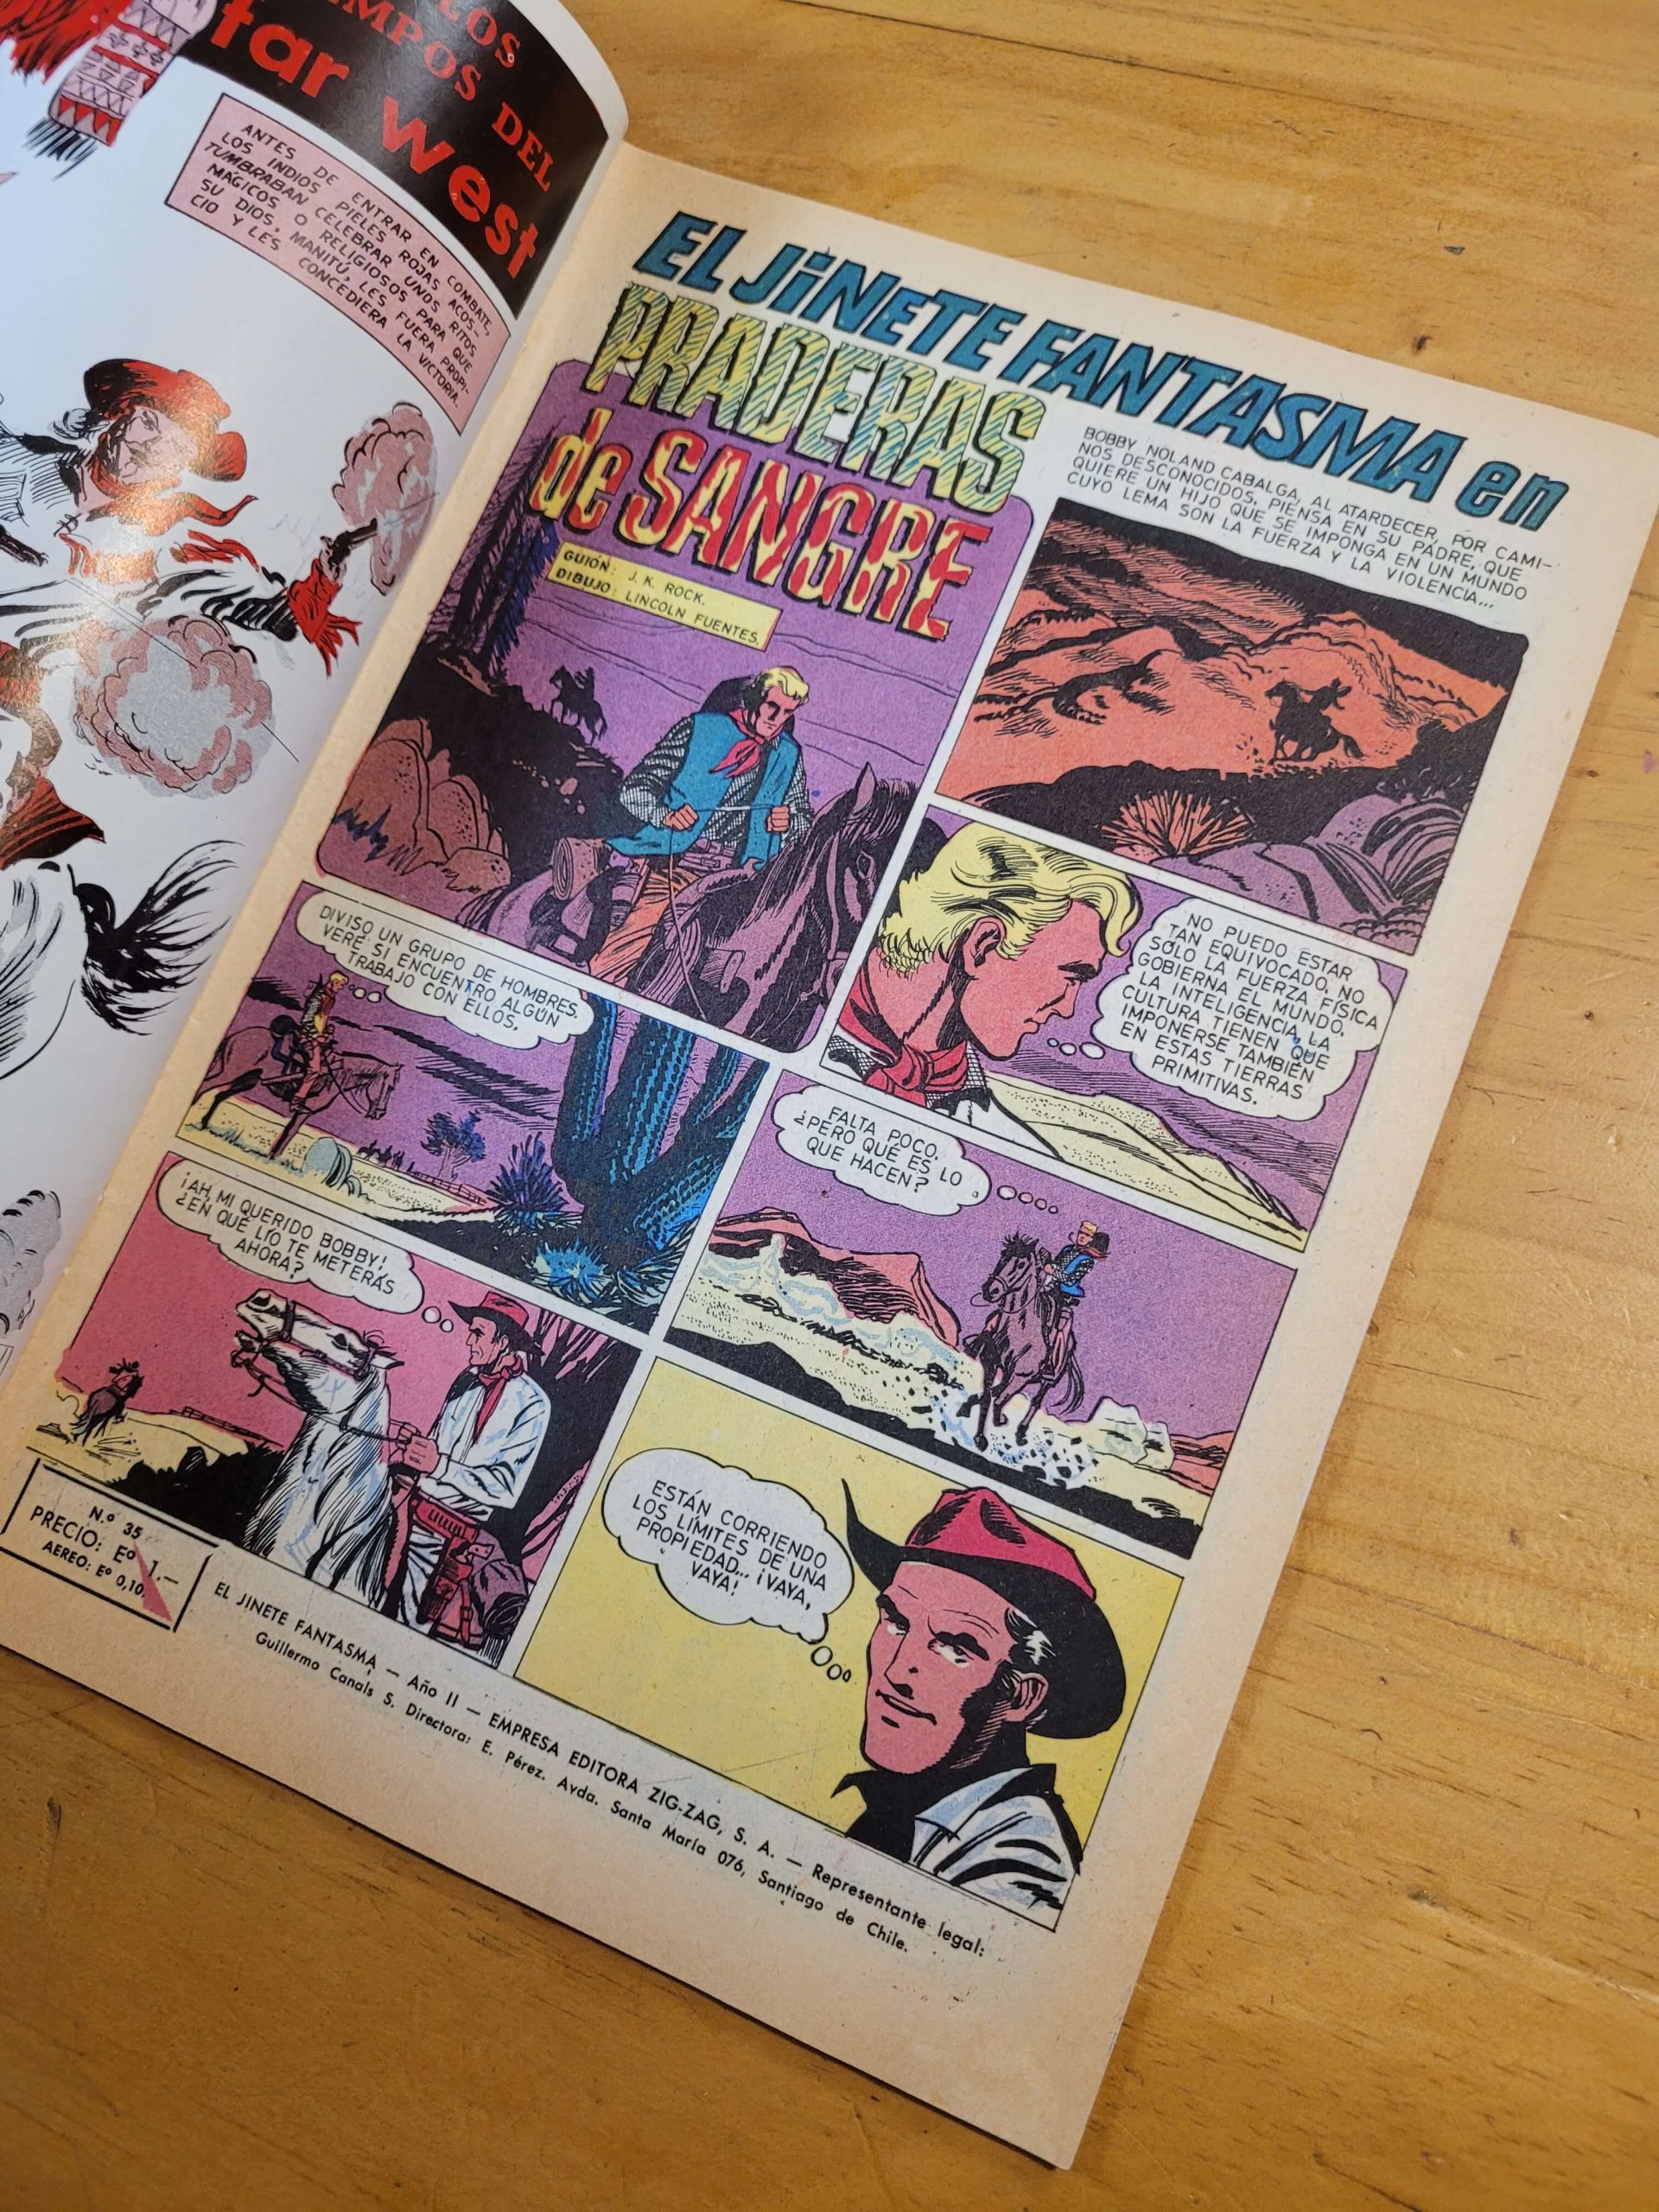 LOS
DEL
far west
ANTES DE ENTRAR EN COMBATE,
LOS INDIOS PIELES ROJAS ACOS-
TUMBRABAN CELEBRAR UNOS RITOS
MÁGICOS O RELIGIOSOS PARA QUE
SU DIOS, MANITÚ, LES FUERA PROPI-
CIO Y LES CONCEDIERA LA VICTORIA.
EL JiNETE FANTASMA en
PRADERAS
de SANGRE
GUIÓN: J. K. ROCK.
DIBUJO: LINCOLN FUENTES.
BOBBY NOLAND CABALGA, AL ATARDECER, POR CAMI-
NOS DESCONOCIDOS. PIENSA EN SU PADRE, QUE
QUIERE UN HIJO QUE SE IMPONGA EN UN MUNDO
CUYO LEMA SON LA FUERZA Y LA VIOLENCIA...
NO PUEDO ESTAR
TAN EQUIVOCADO. NO
SÓLO LA FUERZA FÍSICA
GOBIERNA EL MUNDO.
LA INTELIGENCIA, LA
CULTURA TIENEN QUE
IMPONERSE TAMBIÉN
EN ESTAS TIERRAS
PRIMITIVAS.
DIVISO UN GRUPO DE HOMBRES.
VERÉ SI ENCUENTRO ALGÚN
TRABAJO CON ELLOS.
FALTA POCO.
¿PERO QUÉ ES LO
QUE HACEN?
¡AH, MI QUERIDO BOBBY!
¿EN QUÉ LÍO TE METERÁS
AHORA?
ESTÁN CORRIENDO
LOS LÍMITES DE UNA
PROPIEDAD... ¡VAYA,
VAYA!
N.º 35
PRECIO: Eº 1.—
AEREO: Eº 0,10.
EL JINETE FANTASMA — Año II — EMPRESA EDITORA ZIG-ZAG, S. A. — Representante legal:
Guillermo Canals S. Directora: E. Pérez. Avda. Santa María 076, Santiago de Chile.